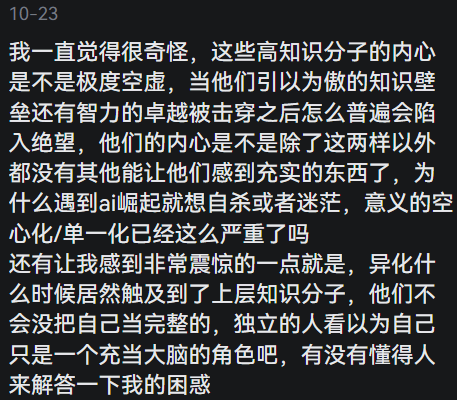 10-23
我一直觉得很奇怪，这些高知识分子的内心
是不是极度空虚，当他们引以为傲的知识壁
垒还有智力的卓越被击穿之后怎么普遍会陷
入绝望，他们的内心是不是除了这两样以外
都没有其他能让他们感到充实的东西了，为
什么遇到ai崛起就想自杀或者迷茫，意义的空
心化/单一化已经这么严重了吗
还有让我感到非常震惊的一点就是，异化什
么时候居然触及到了上层知识分子，他们不
会没把自己当完整的，独立的人看以为自己
只是一个充当大脑的角色吧，有没有懂得人
来解答一下我的困惑